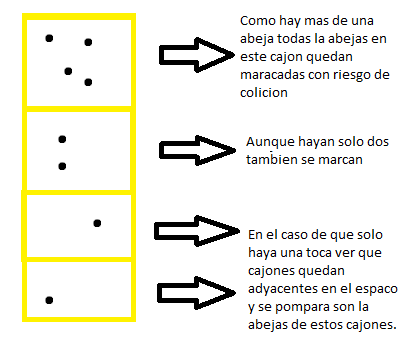 Como hay mas de una
abeja todas la abejas en
este cajon quedan
maracadas con riesgo de
colicion
Aunque hayan solo dos
tambien se marcan
En el caso de que solo
haya una toca ver que
cajones quedan
adyacentes en el espaco
y se pompara son la
abejas de estos cajones.